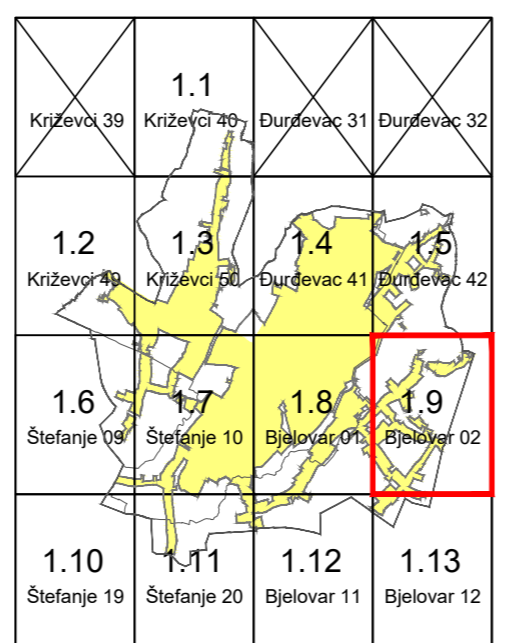 1.1
Križevci 39
Križevci 40
Đurđevac 31
Đurđevac 32
1.2
1.3
1.4
1.5
Križevci 49
Križevci 50
Đurđevac 41
Đurđevac 42
1.6
1.7
1.8
1.9
Štefanje 09
Štefanje 10
Bjelovar 01
Bjelovar 02
1.10
1.11
1.12
1.13
Štefanje 19
Štefanje 20
Bjelovar 11
Bjelovar 12